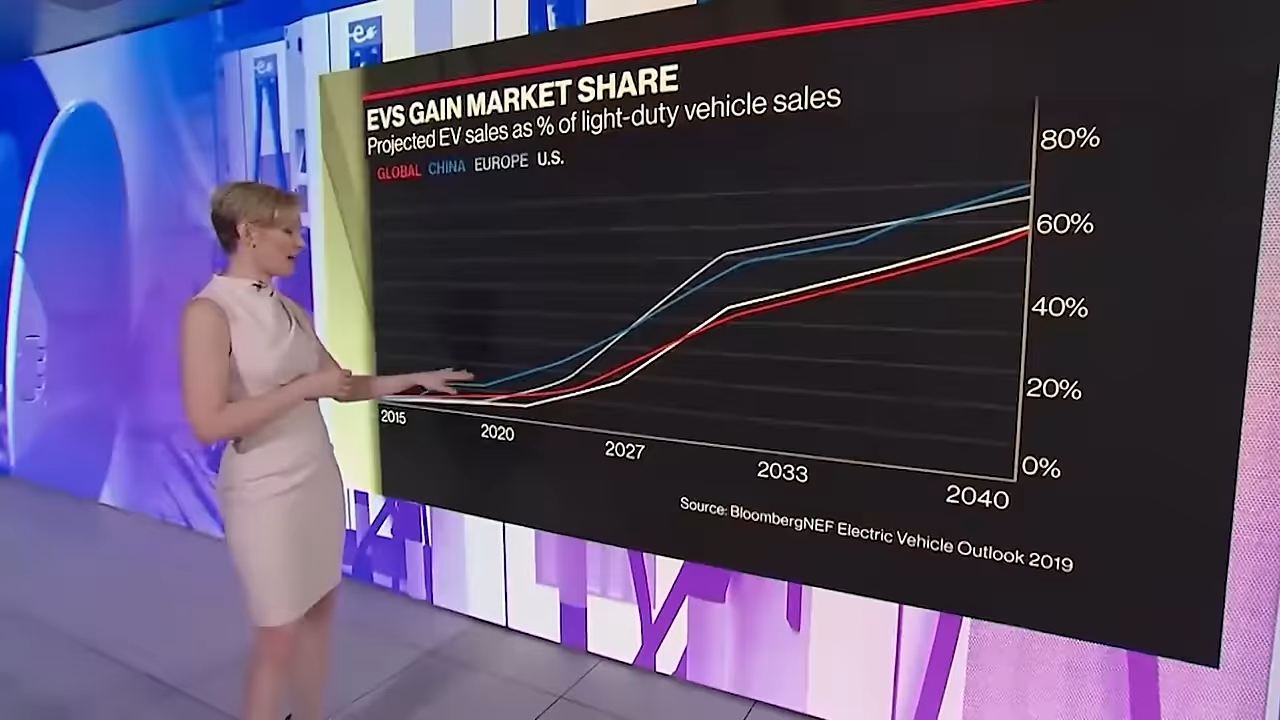 EVS GAIN MARKET SHARE
Projected EV sales as % of light-duty vehicle sales
GLOBAL CHINA EUROPE U.S.
80%
60%
40%
20%
0%
2015
2020
2027
2033
2040
Source: BloombergNEF Electric Vehicle Outlook 2019